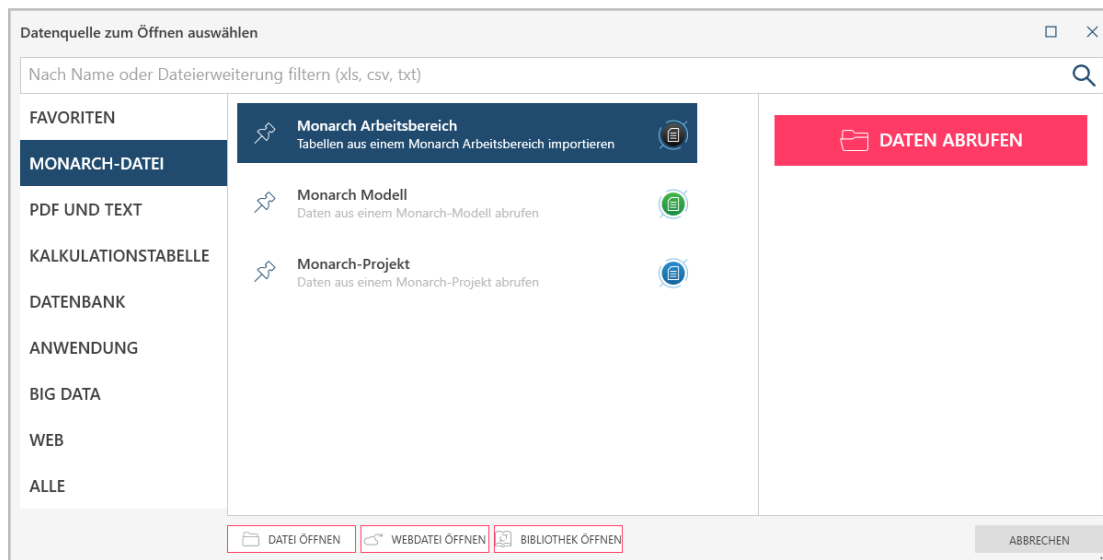 Datenquelle zum Öffnen auswählen
Nach Name oder Dateierweiterung filtern (xls, csv, txt)
FAVORITEN
MONARCH-DATEI
PDF UND TEXT
KALKULATIONSTABELLE
DATENBANK
ANWENDUNG
BIG DATA
WEB
ALLE
Monarch Arbeitsbereich
Tabellen aus einem Monarch Arbeitsbereich importieren
Monarch Modell
Daten aus einem Monarch-Modell abrufen
Monarch-Projekt
Daten aus einem Monarch-Projekt abrufen
DATEN ABRUFEN
DATEI ÖFFNEN
WEBDATEI ÖFFNEN
BIBLIOTHEK ÖFFNEN
ABBRECHEN